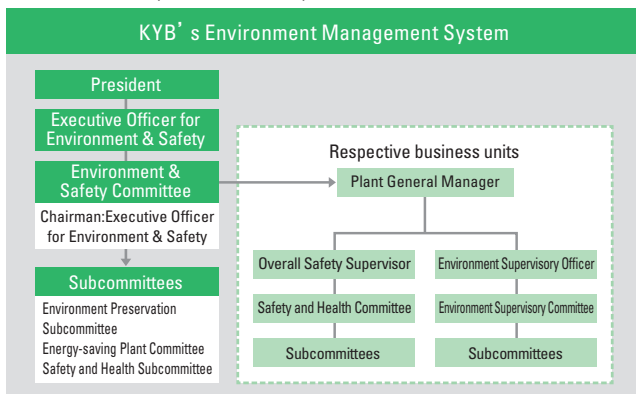 KYB's Environment Management System
President
Executive Officer for
Environment & Safety
Environment &
Safety Committee
Chairman:Executive Officer
for Environment & Safety
Subcommittees
Environment Preservation
Subcommittee
Energy-saving Plant Committee
Safety and Health Subcommittee
Respective business units
Plant General Manager
Overall Safety Supervisor
Safety and Health Committee
Subcommittees
Environment Supervisory Officer
Environment Supervisory Committee
Subcommittees